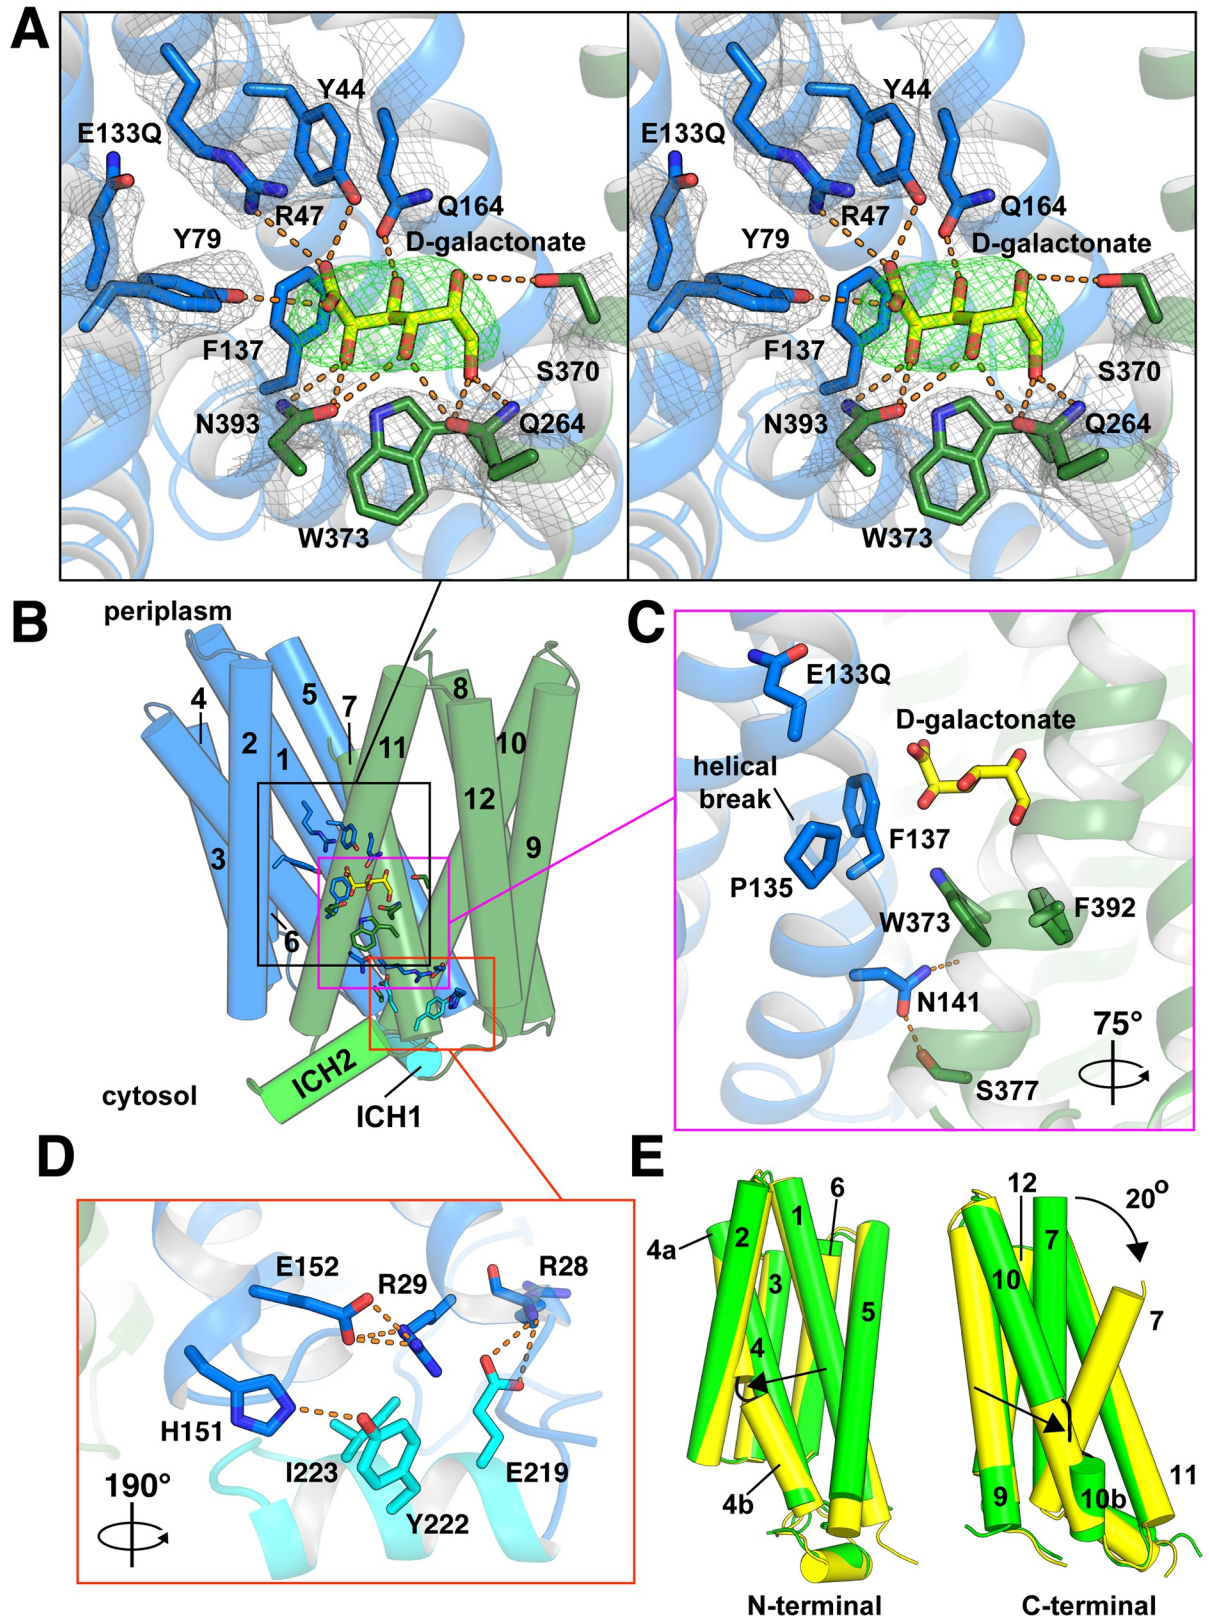 A
Y44
Y44
E133Q
E133Q
R47
Q164
R47
Q164
Y79
D-galactonate
Y79
D-galactonate
F137
S370
F137
S370
N393
Q264
N393
Q264
W373
W373
B
periplasm
4
5
7
8
2
1
11
10
12
3
9
6
ICH2
cytosol
ICH1
C
E133Q
D-galactonate
helical
break
F137
P135
W373
F392
N141
75°
S377
D
E152
R29
R28
H151
I223
E219
190°
Y222
E
6
12
20°
4a
2
1
7
3
10
5
7
4
4b
9
10b
11
N-terminal
C-terminal